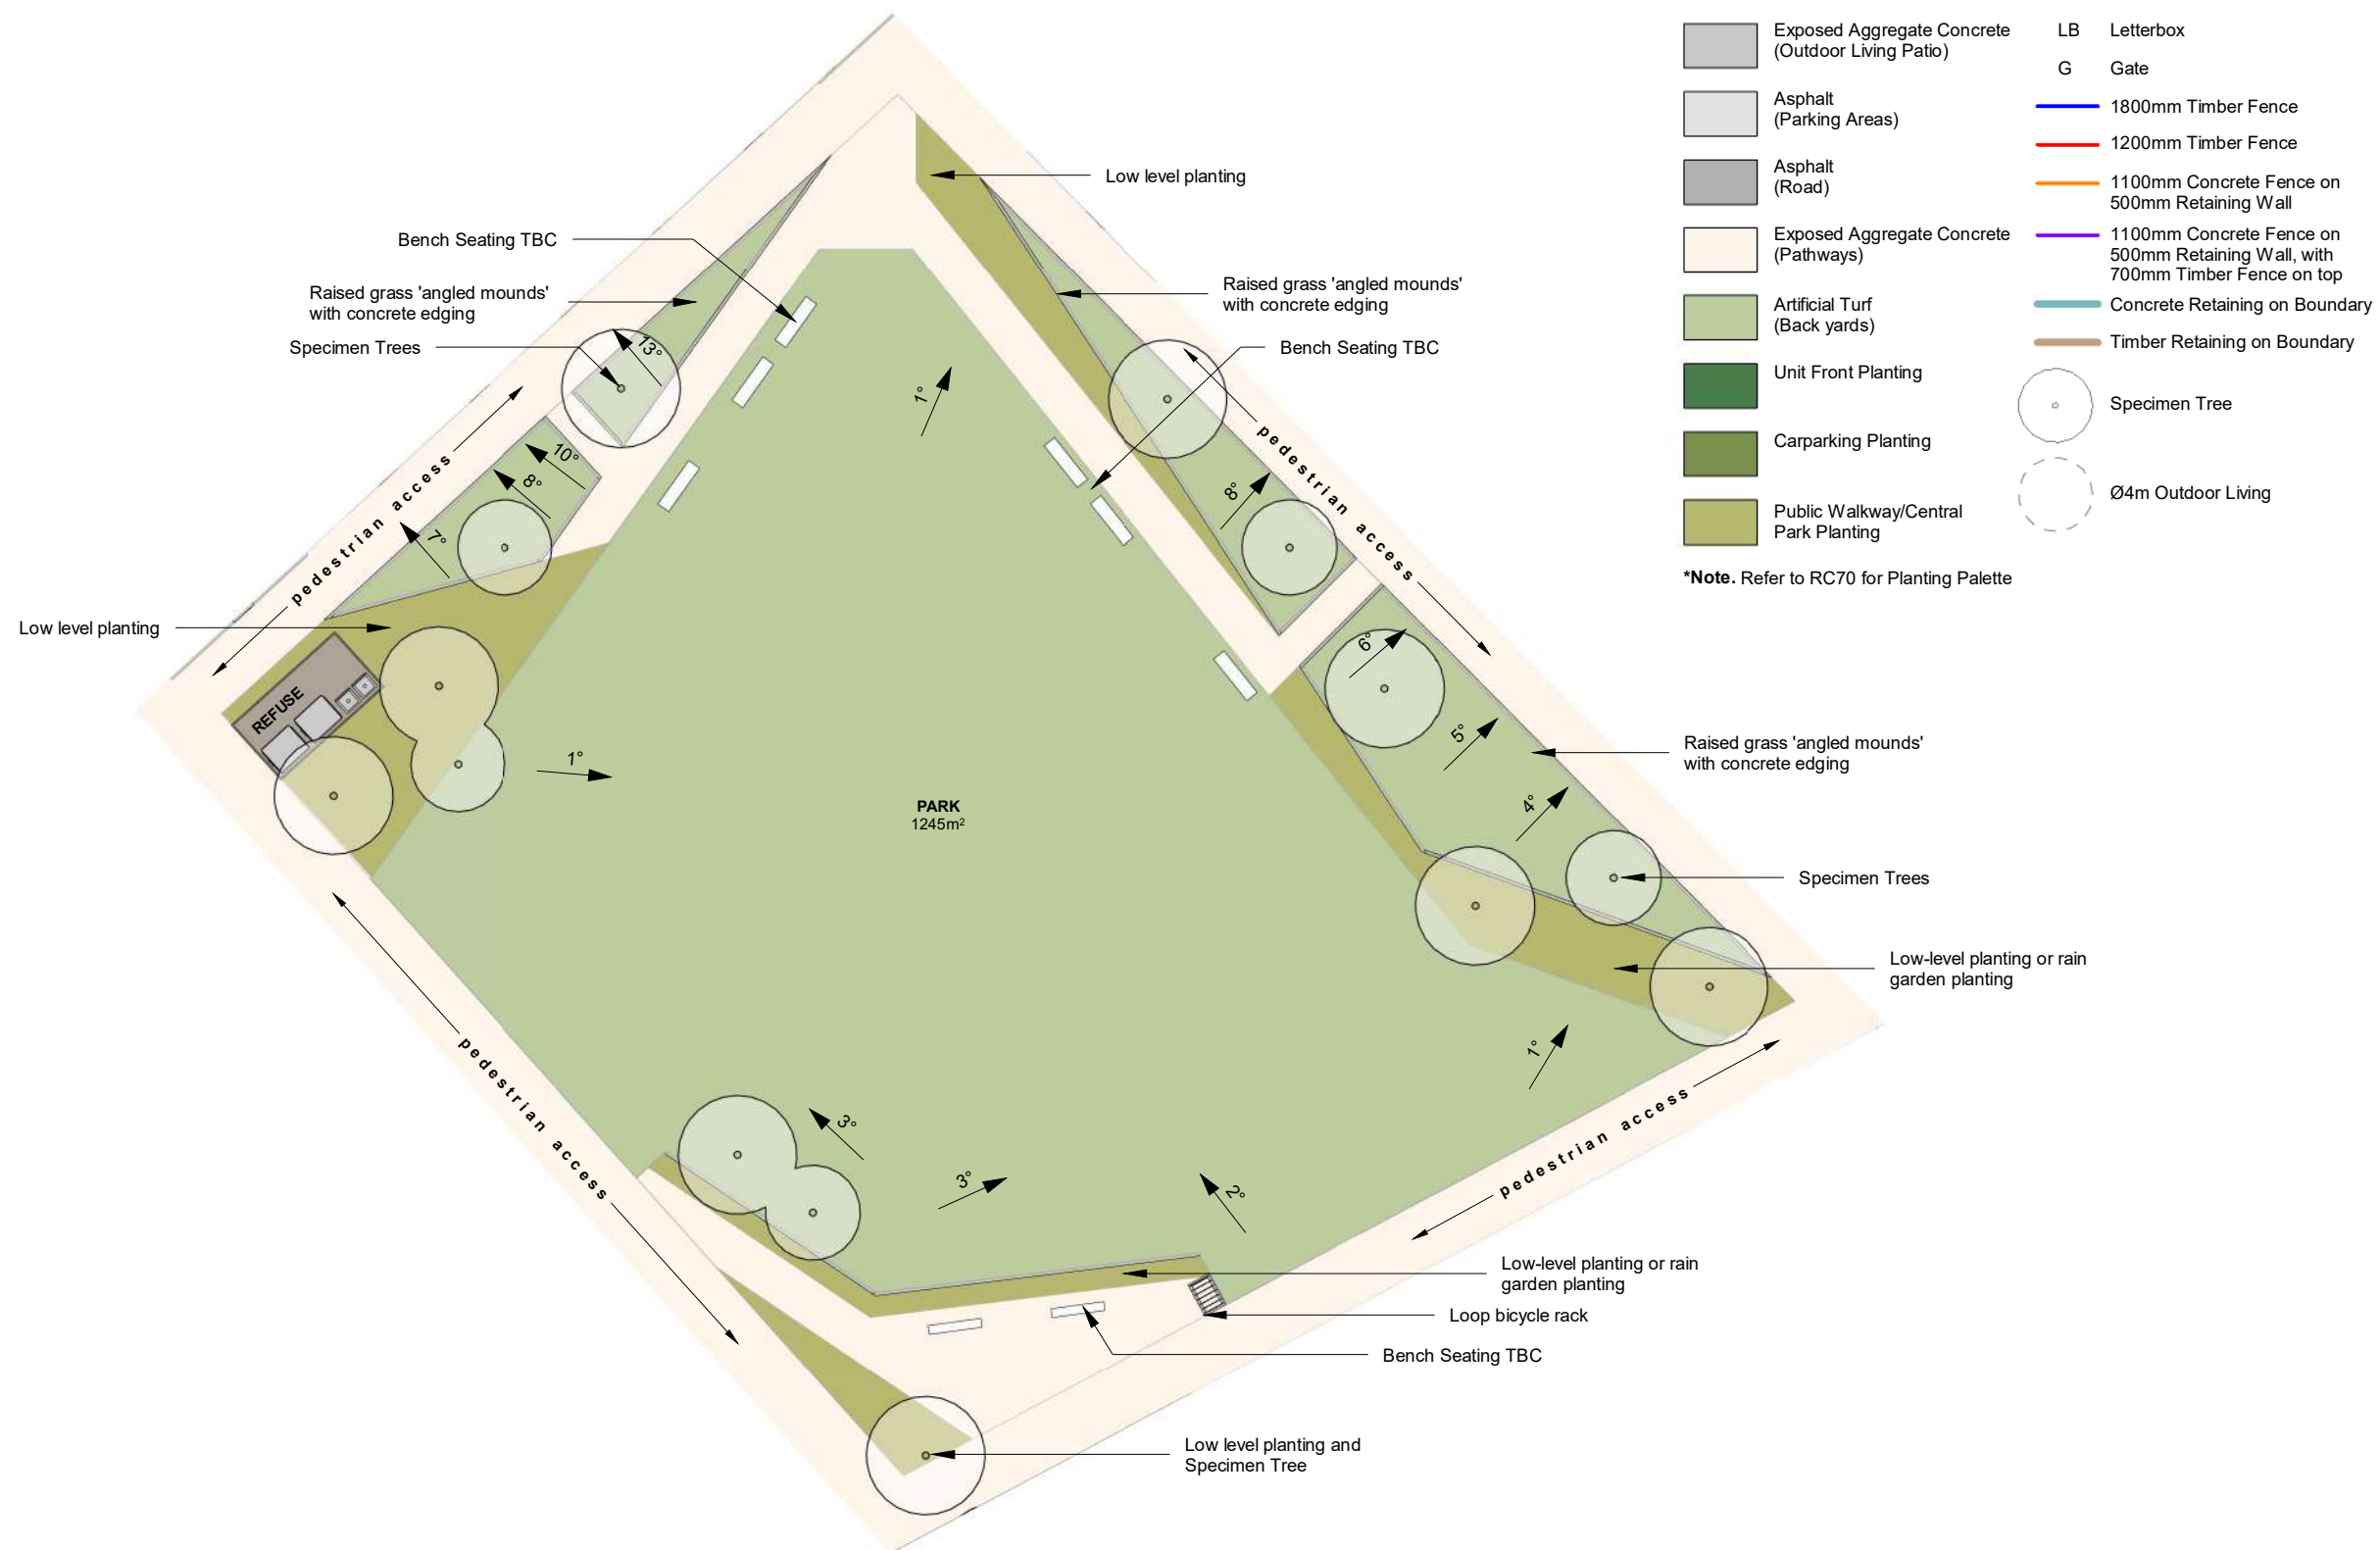 Low level planting
Bench Seating TBC
Raised grass 'angled mounds'
with concrete edging
Specimen Trees
Raised grass 'angled mounds'
with concrete edging
Bench Seating TBC
13°
10°
8°
7°
1°
8°
pedestrian access
pedestrian access
Low level planting
REFUSE
1°
PARK
1245m²
6°
5°
4°
Raised grass 'angled mounds'
with concrete edging
Specimen Trees
Low-level planting or rain
garden planting
1°
pedestrian access
pedestrian access
3°
3°
2°
Low-level planting or rain
garden planting
Loop bicycle rack
Bench Seating TBC
Low level planting and
Specimen Tree
Exposed Aggregate Concrete
(Outdoor Living Patio)
Asphalt
(Parking Areas)
Asphalt
(Road)
Exposed Aggregate Concrete
(Pathways)
Artificial Turf
(Back yards)
Unit Front Planting
Carparking Planting
Public Walkway/Central
Park Planting
*Note. Refer to RC70 for Planting Palette
LB Letterbox
G Gate
1800mm Timber Fence
1200mm Timber Fence
1100mm Concrete Fence on
500mm Retaining Wall
1100mm Concrete Fence on
500mm Retaining Wall, with
700mm Timber Fence on top
Concrete Retaining on Boundary
Timber Retaining on Boundary
Specimen Tree
Ø4m Outdoor Living